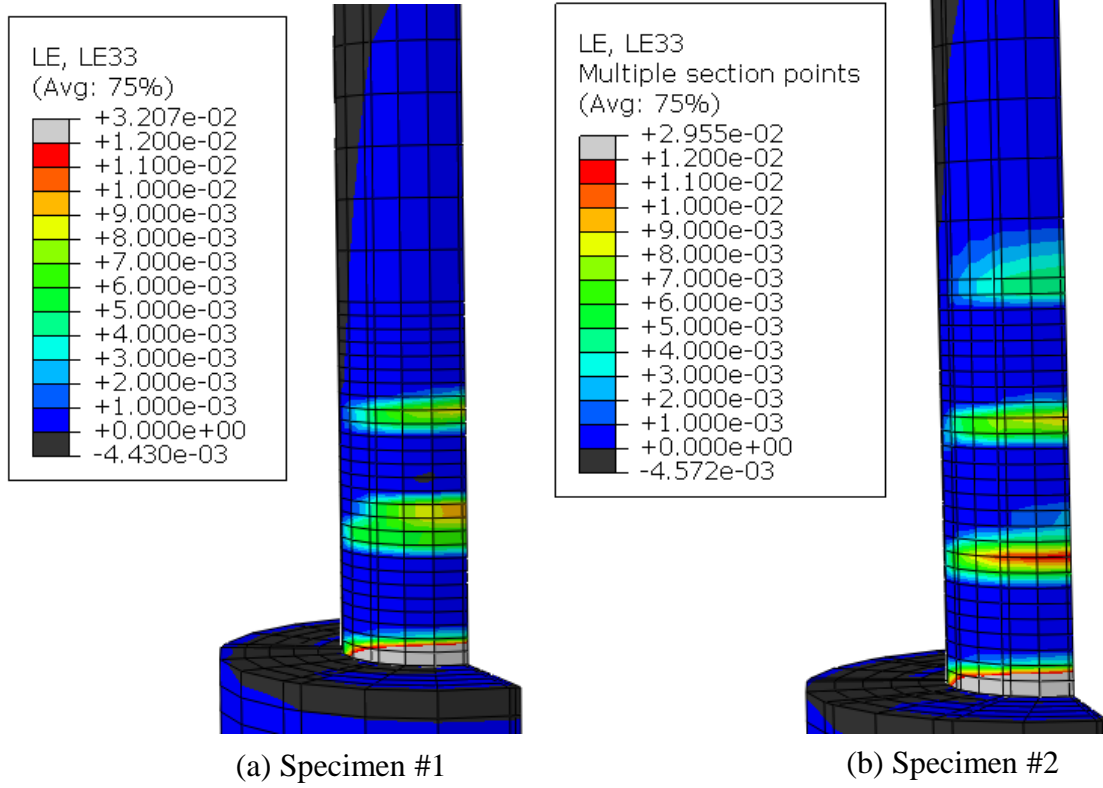 LE, LE33
(Avg: 75%)
+3.207e-02
+1.200e-02
+1.100e-02
+1.000e-02
+9.000e-03
+8.000e-03
+7.000e-03
+6.000e-03
+5.000e-03
+4.000e-03
+3.000e-03
+2.000e-03
+1.000e-03
+0.000e+00
-4.430e-03
(a) Specimen #1
LE, LE33
Multiple section points
(Avg: 75%)
+2.955e-02
+1.200e-02
+1.100e-02
+1.000e-02
+9.000e-03
+8.000e-03
+7.000e-03
+6.000e-03
+5.000e-03
+4.000e-03
+3.000e-03
+2.000e-03
+1.000e-03
+0.000e+00
-4.572e-03
(b) Specimen #2